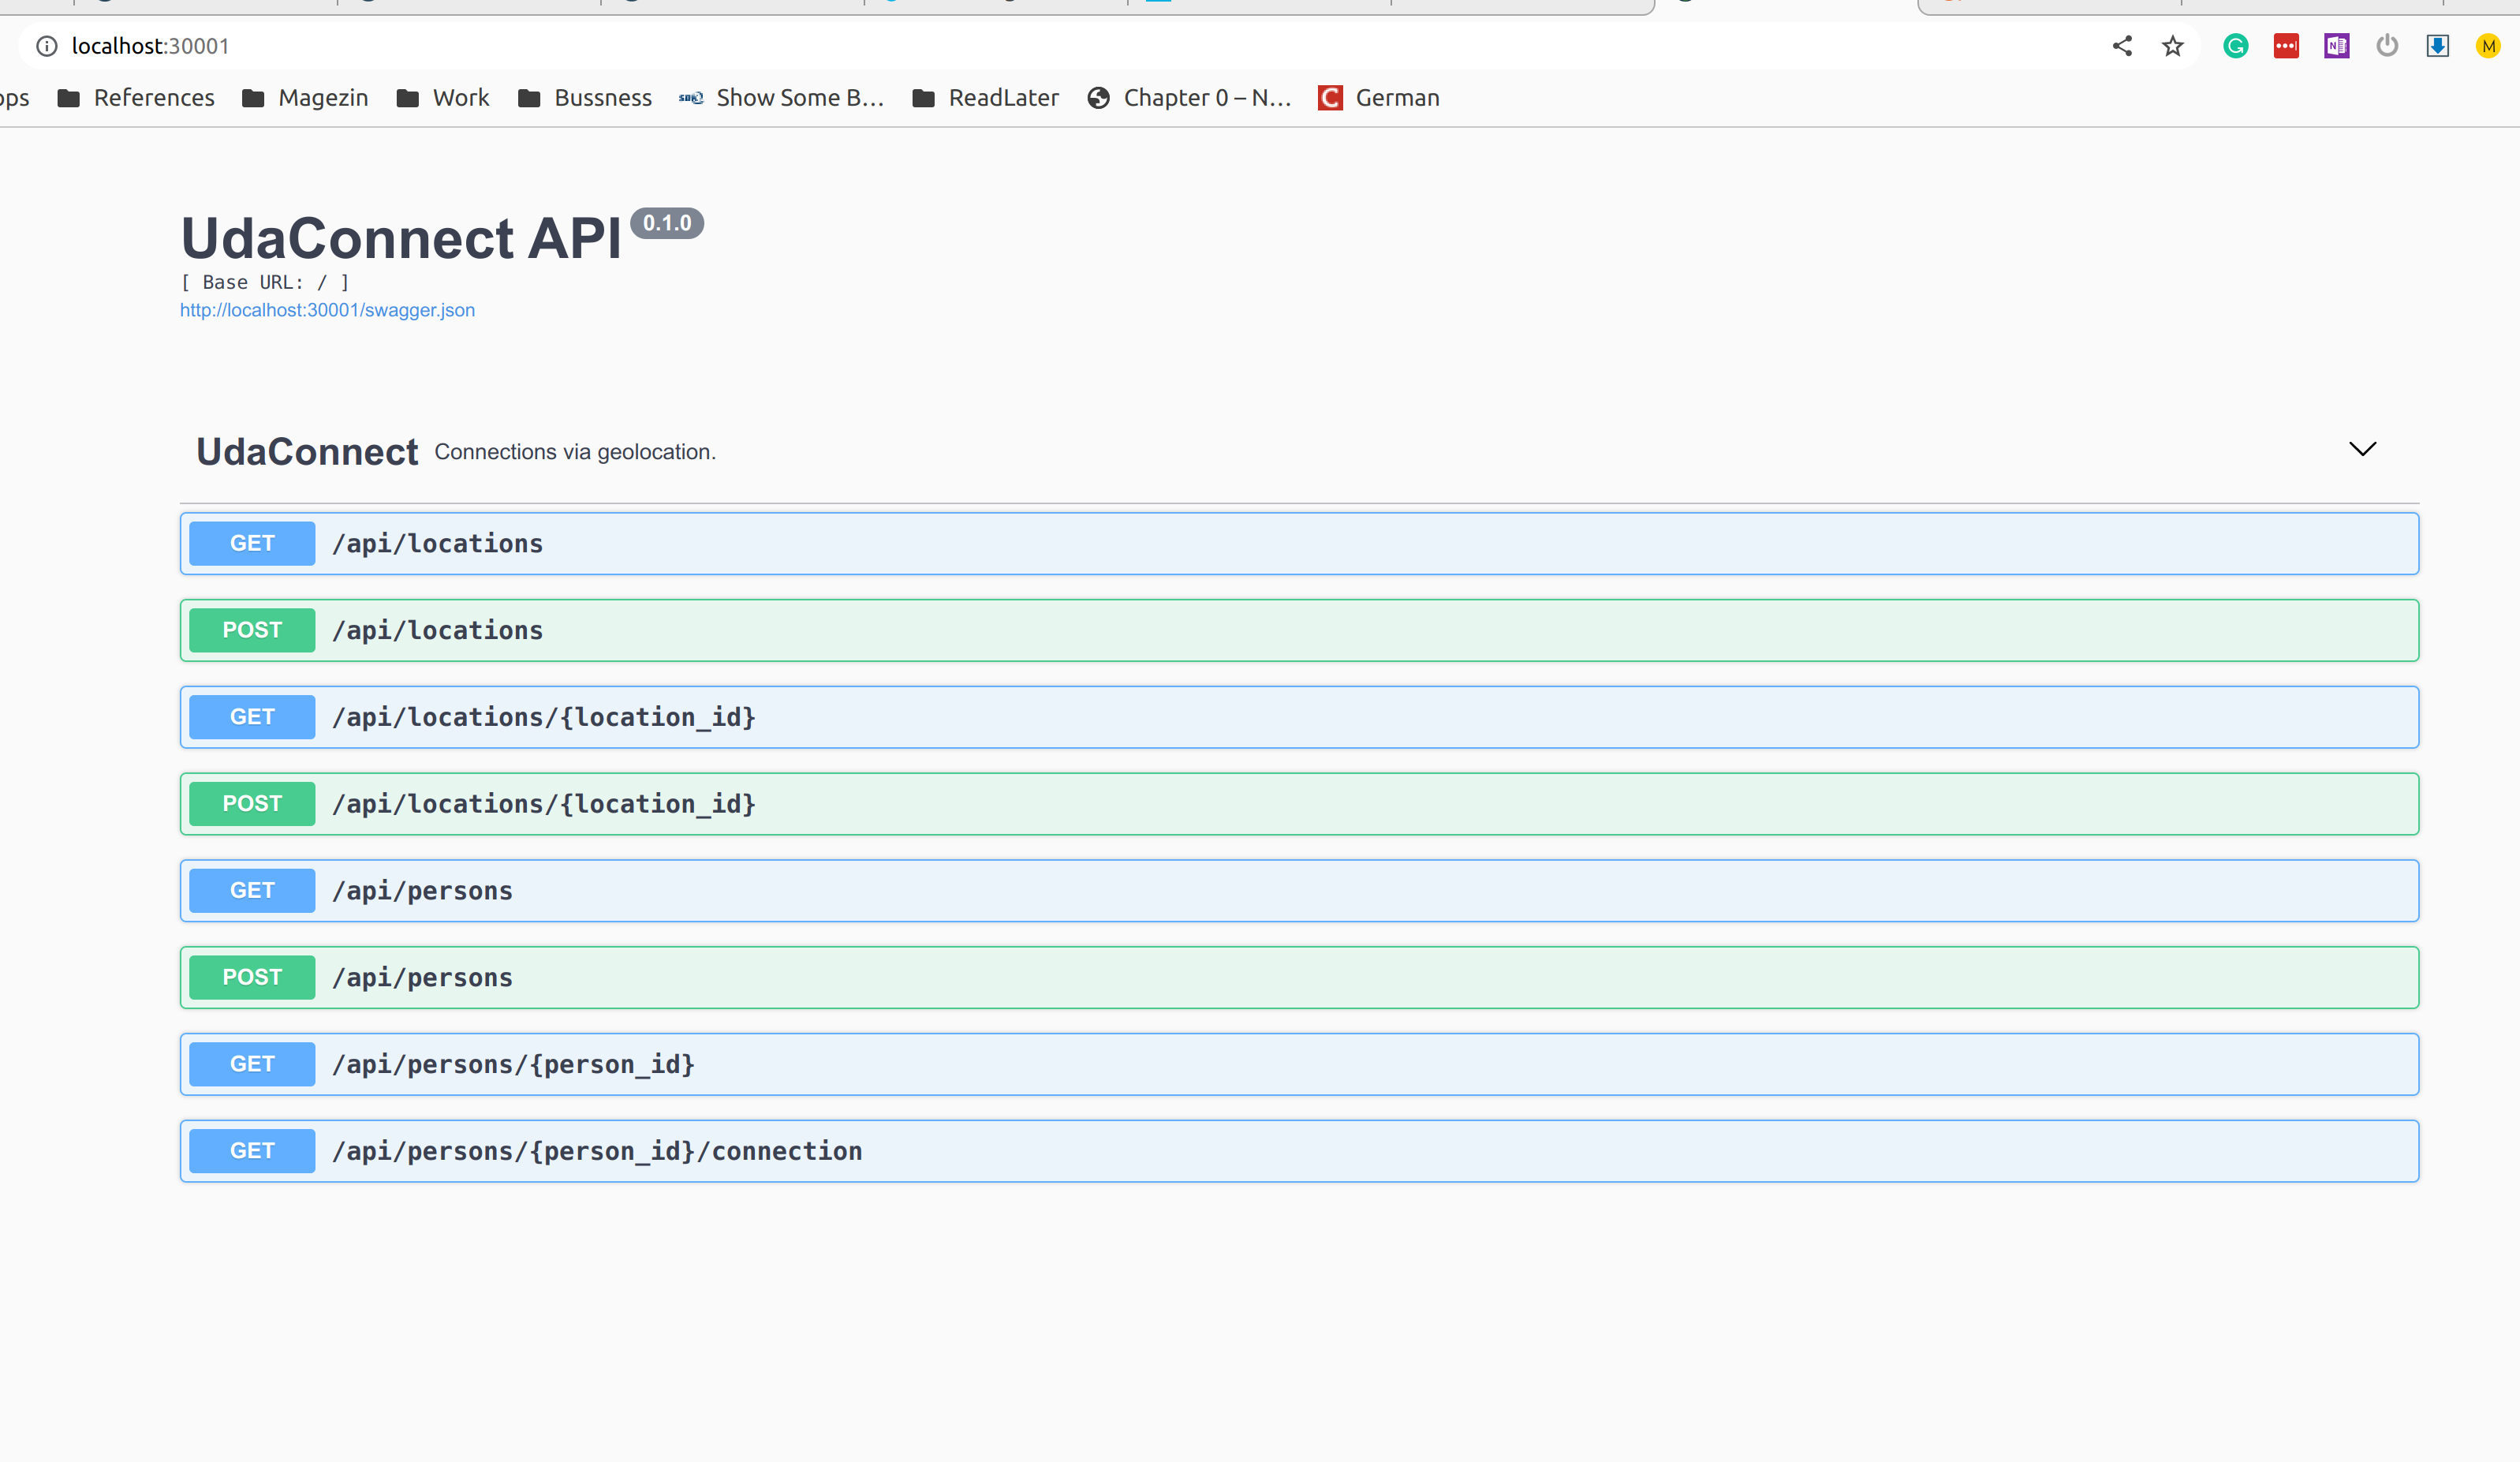 localhost:30001
ops References Magezin Work Bussness Show Some B... ReadLater Chapter 0 – N... German
UdaConnect API 0.1.0
[ Base URL: / ]
http://localhost:30001/swagger.json
UdaConnect Connections via geolocation.
GET /api/locations
POST /api/locations
GET /api/locations/{location_id}
POST /api/locations/{location_id}
GET /api/persons
POST /api/persons
GET /api/persons/{person_id}
GET /api/persons/{person_id}/connection